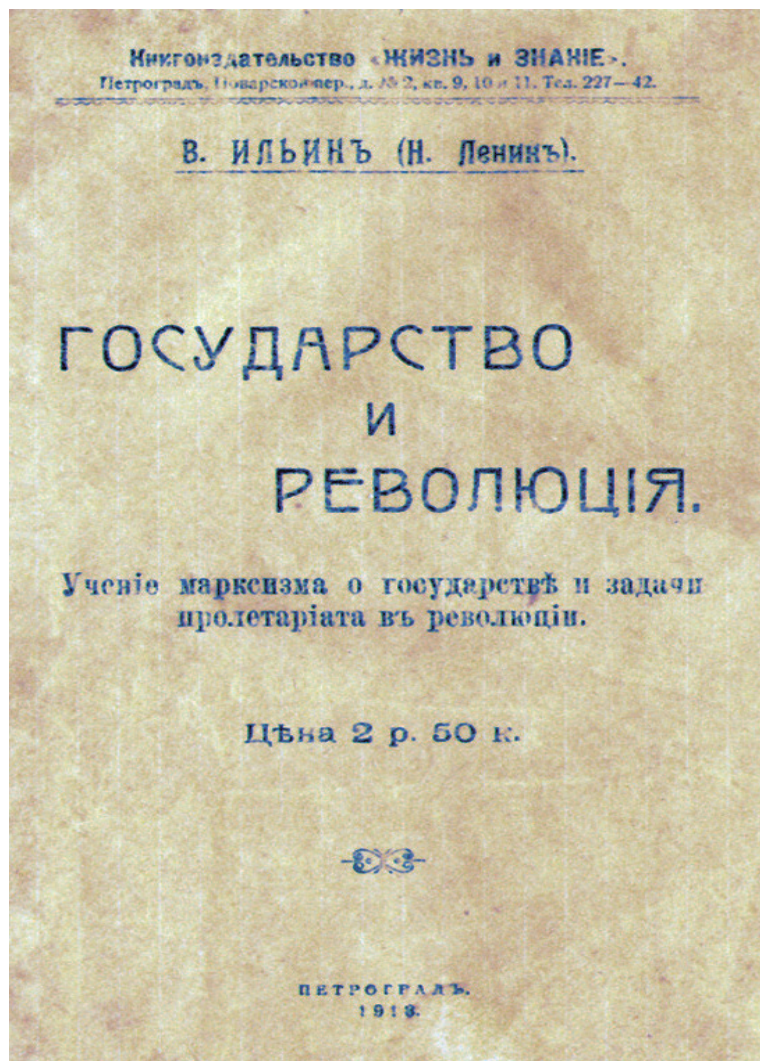 Книгоиздательство «ЖИЗНЬ и ЗНАНІЕ».
Петроградъ, Поварской пер., д. № 2, кв. 9, 10 и 11. Тел. 227—42.
В. ИЛЬИНЪ (Н. Ленинъ).
ГОСУДАРСТВО
И
РЕВОЛЮЦІЯ.
Ученіе марксизма о государствѣ и задачи
пролетаріата въ революціи.
Цѣна 2 р. 50 к.
ПЕТРОГРАДЪ.
1918.